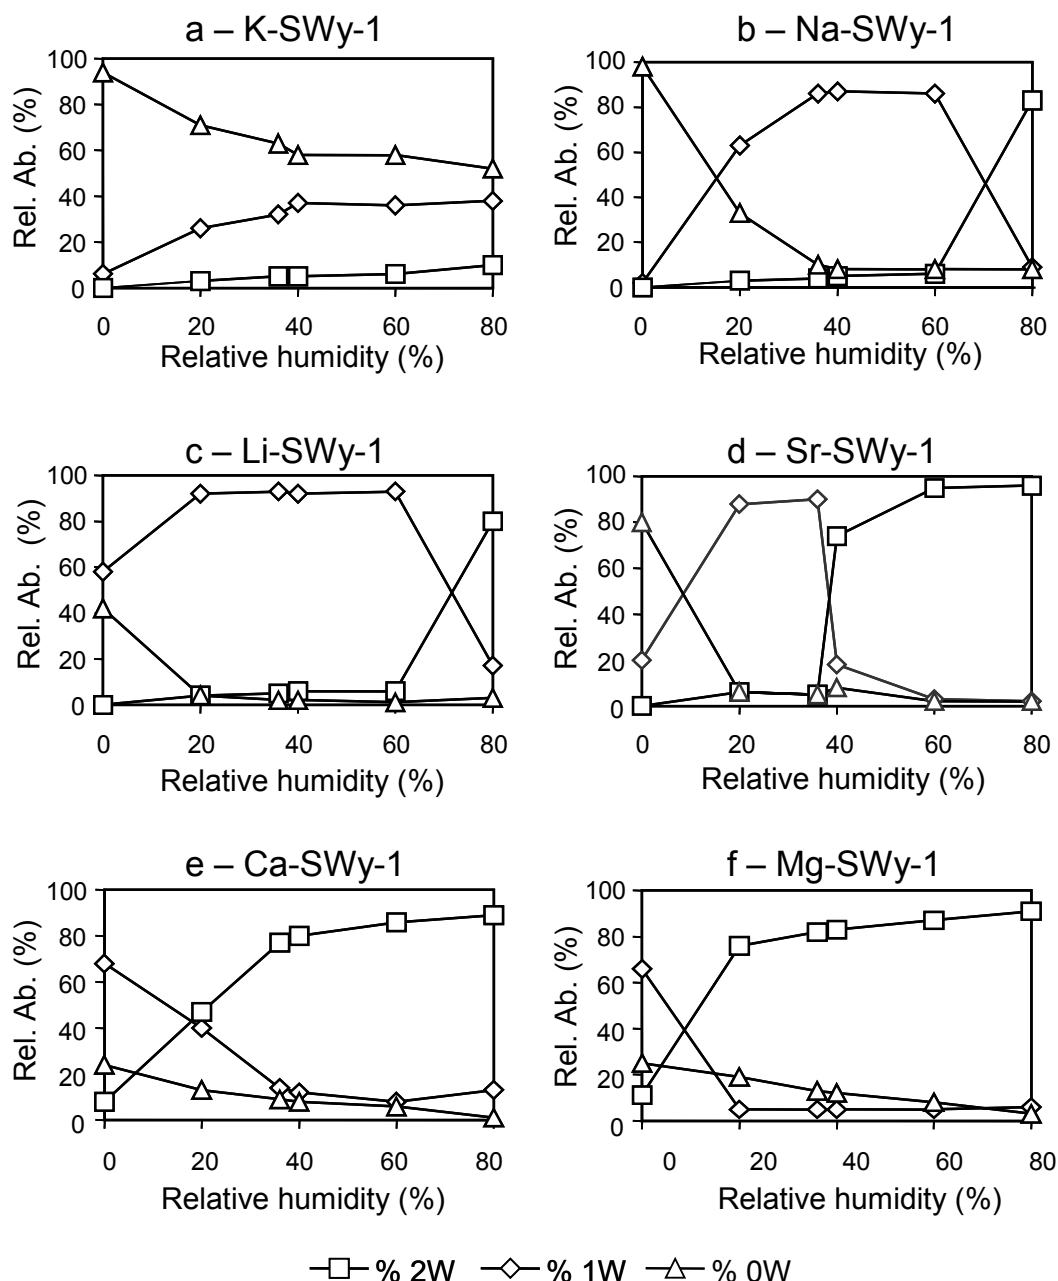 a – K-SWy-1
b – Na-SWy-1
Rel. Ab. (%)
100
80
60
40
20
0
0 20 40 60 80
Relative humidity (%)
Rel. Ab. (%)
100
80
60
40
20
0
0 20 40 60 80
Relative humidity (%)
c – Li-SWy-1
d – Sr-SWy-1
Rel. Ab. (%)
100
80
60
40
20
0
0 20 40 60 80
Relative humidity (%)
Rel. Ab. (%)
100
80
60
40
20
0
0 20 40 60 80
Relative humidity (%)
e – Ca-SWy-1
f – Mg-SWy-1
Rel. Ab. (%)
100
80
60
40
20
0
0 20 40 60 80
Relative humidity (%)
Rel. Ab. (%)
100
80
60
40
20
0
0 20 40 60 80
Relative humidity (%)
% 2W % 1W % 0W